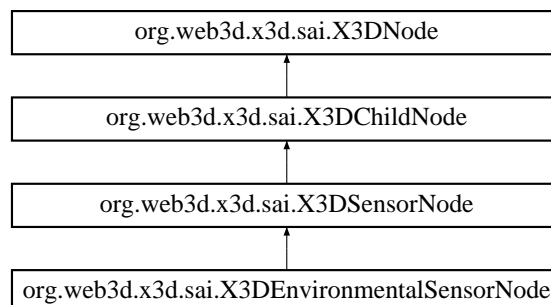 org.web3d.x3d.sai.X3DNode
org.web3d.x3d.sai.X3DChildNode
org.web3d.x3d.sai.X3DSensorNode
org.web3d.x3d.sai.X3DEnvironmentalSensorNode